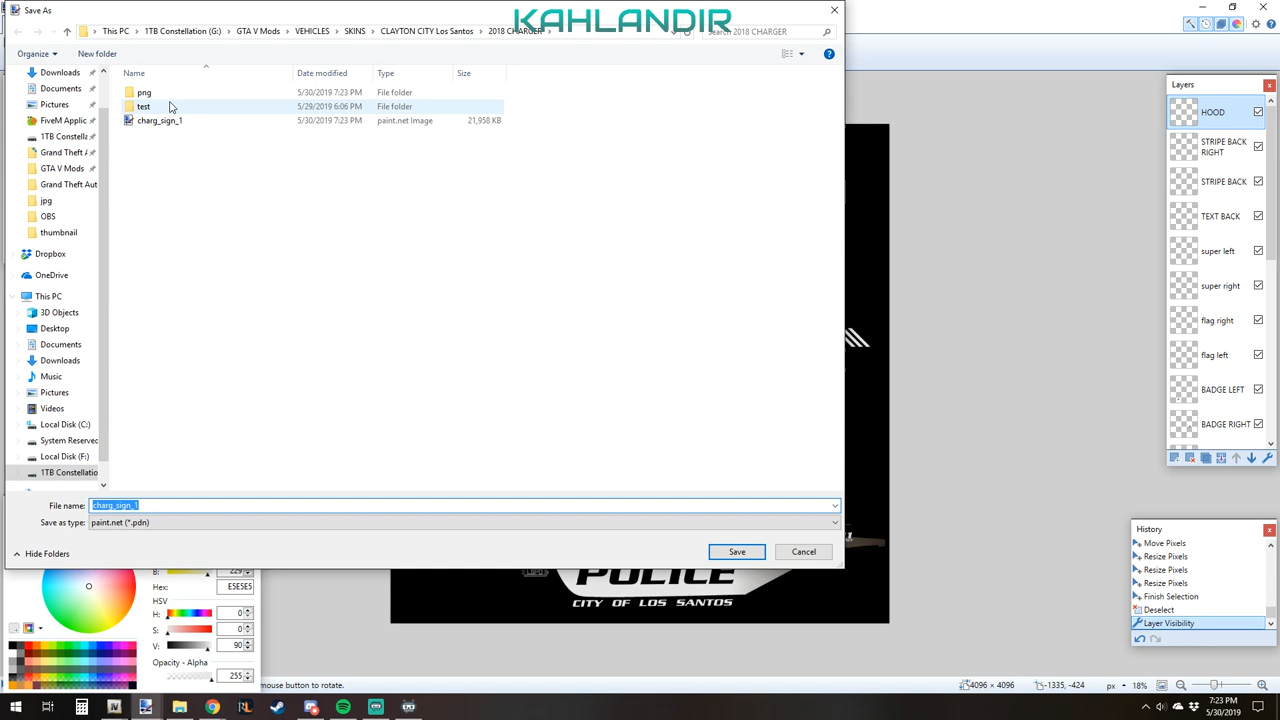 Save As
KAHLANDIR
This PC > 1TB Constellation (G:) > GTA V Mods > VEHICLES > SKINS > CLAYTON CITY Los Santos > 2018 CHARGER >
Search 2018 CHARGER
Organize
New folder
Name
Date modified
Type
Size
Downloads
Documents
Pictures
FiveM Applic
1TB Constella
Grand Theft A
GTA V Mods
Grand Theft Aut
jpg
OBS
thumbnail
Dropbox
OneDrive
This PC
3D Objects
Desktop
Documents
Downloads
Music
Pictures
Videos
Local Disk (C:)
System Reserved
Local Disk (F:)
1TB Constellatio
png 5/30/2019 7:23 PM File folder
test 5/29/2019 6:06 PM File folder
charg_sign_1 5/30/2019 7:23 PM paint.net Image 21,958 KB
File name: charg_sign_1
Save as type: paint.net (*.pdn)
Hide Folders
Save
Cancel
Layers
HOOD
STRIPE BACK RIGHT
STRIPE BACK
TEXT BACK
super left
super right
flag right
flag left
BADGE LEFT
BADGE RIGHT
History
Move Pixels
Resize Pixels
Resize Pixels
Resize Pixels
Finish Selection
Deselect
Layer Visibility
POLICE
CITY OF LOS SANTOS
B: 229
Hex: E5E5E5
HSV
H: 0
S: 0
V: 90
Opacity - Alpha
255
mouse button to rotate.
4096 × 4096
-1335, -424
px
18%
7:23 PM
5/30/2019